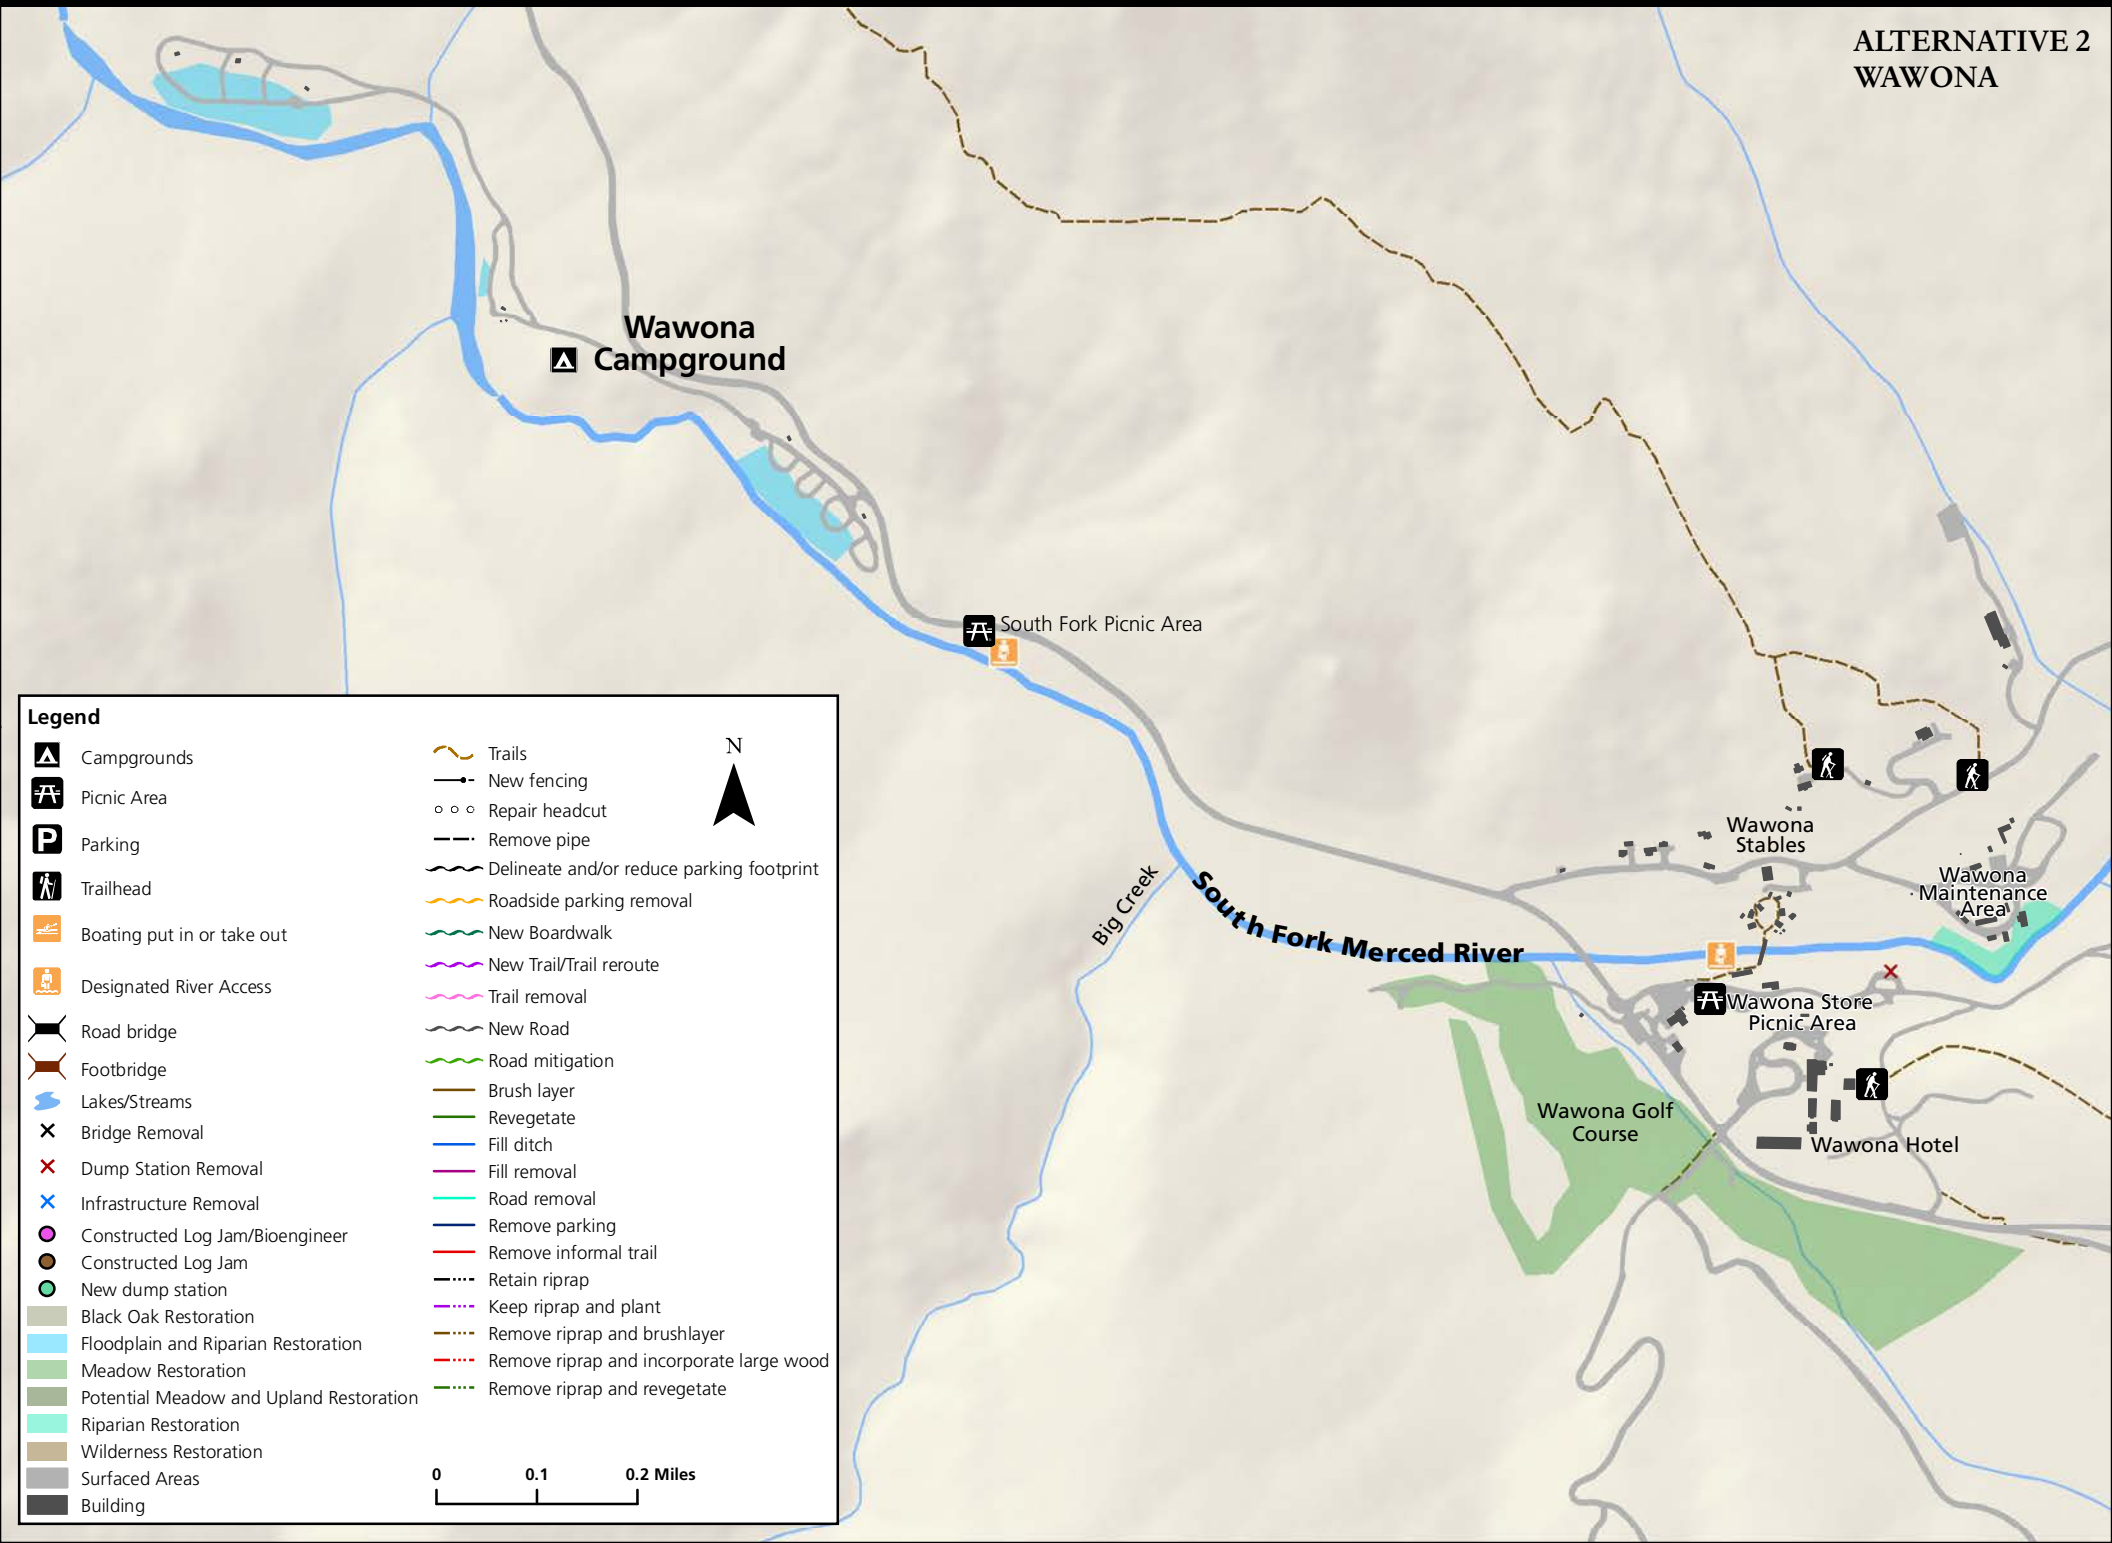 ALTERNATIVE 2
WAWONA
Wawona
Campground
South Fork Picnic Area
Wawona
Stables
Wawona
Maintenance
Area
Big Creek
South Fork Merced River
Wawona Store
Picnic Area
Wawona Golf
Course
Wawona Hotel
Legend
Campgrounds
Picnic Area
P
Parking
Trailhead
Boating put in or take out
Designated River Access
Road bridge
Footbridge
Lakes/Streams
Bridge Removal
Dump Station Removal
Infrastructure Removal
Constructed Log Jam/Bioengineer
Constructed Log Jam
New dump station
Black Oak Restoration
Floodplain and Riparian Restoration
Meadow Restoration
Potential Meadow and Upland Restoration
Riparian Restoration
Wilderness Restoration
Surfaced Areas
Building
Trails
New fencing
Repair headcut
Remove pipe
Delineate and/or reduce parking footprint
Roadside parking removal
New Boardwalk
New Trail/Trail reroute
Trail removal
New Road
Road mitigation
Brush layer
Revegetate
Fill ditch
Fill removal
Road removal
Remove parking
Remove informal trail
Retain riprap
Keep riprap and plant
Remove riprap and brushlayer
Remove riprap and incorporate large wood
Remove riprap and revegetate
N
0 0.1 0.2 Miles